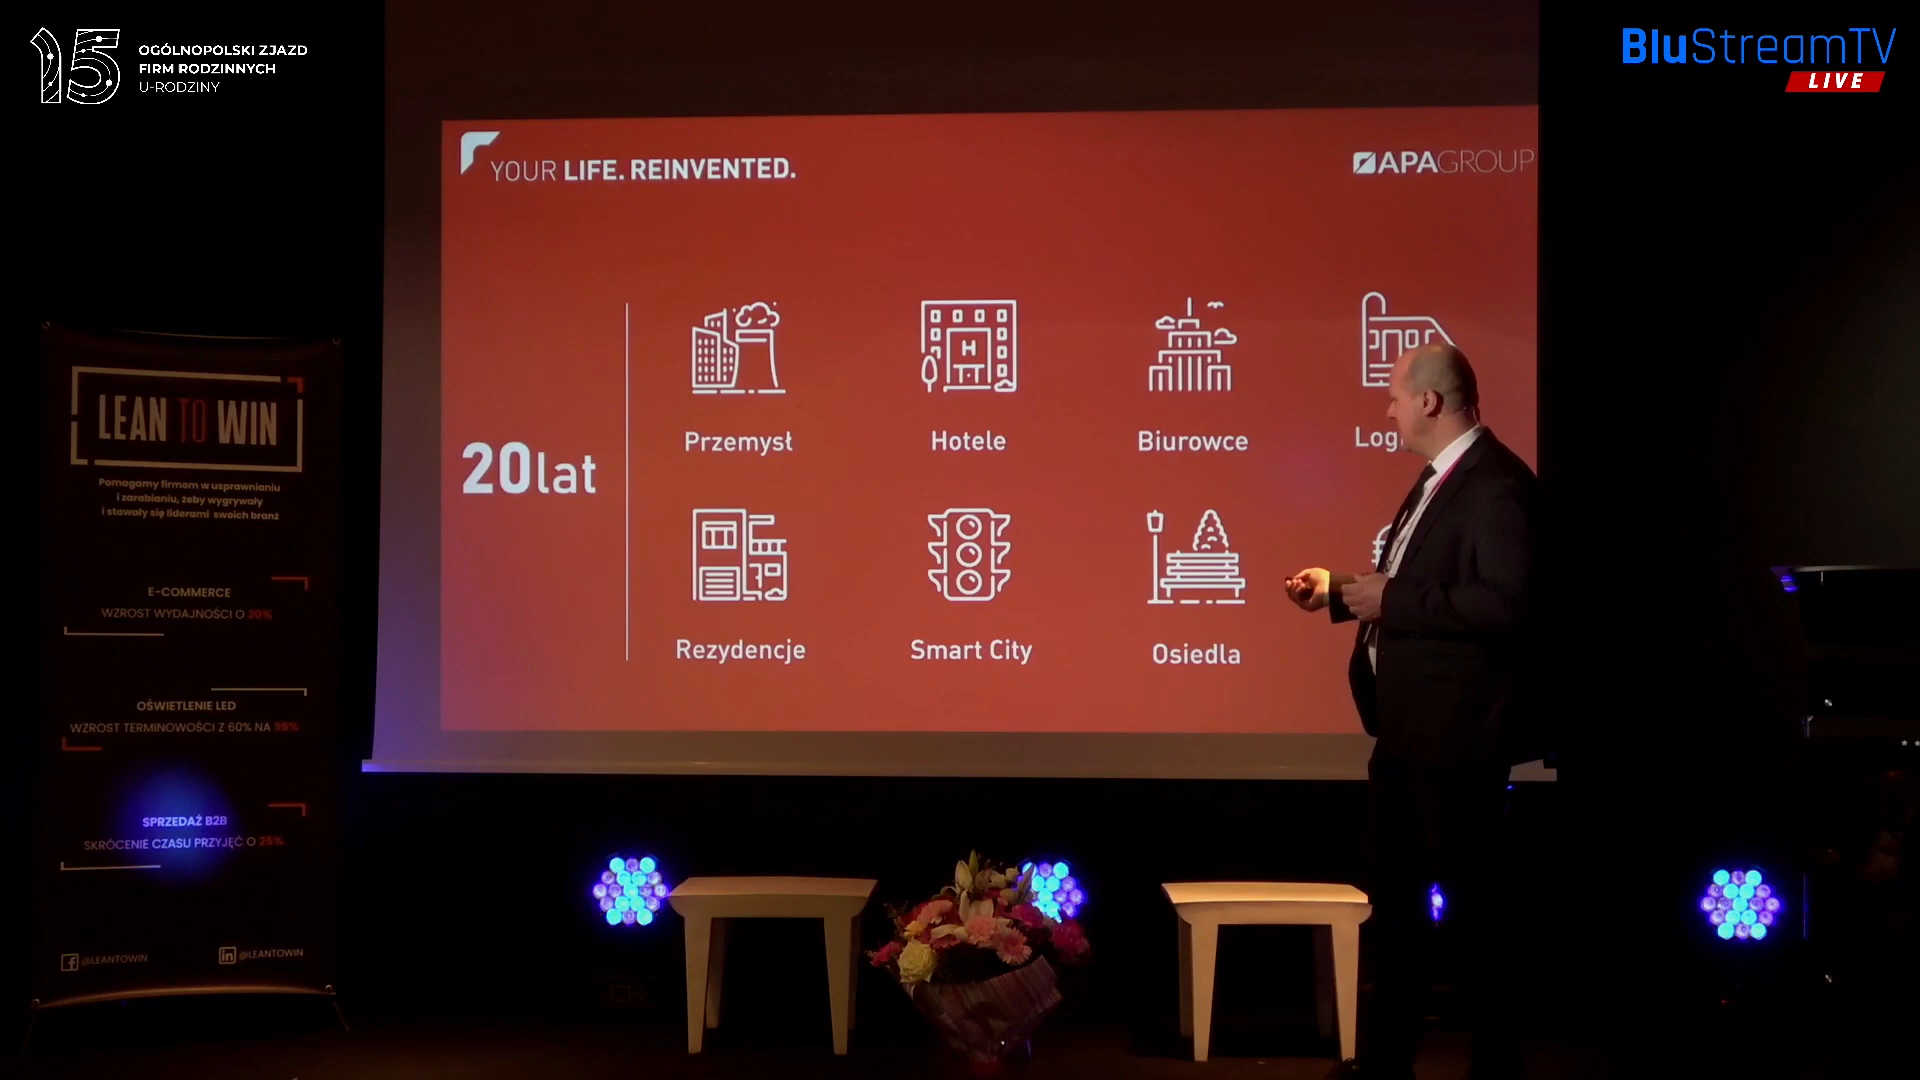 15
OGÓLNOPOLSKI ZJAZD
FIRM RODZINNYCH
U-RODZINY
BluStreamTV
LIVE
YOUR LIFE. REINVENTED.
APAGROUP
H
Przemysł
Hotele
Biurowce
20lat
Rezydencje
Smart City
Osiedla
LEAN TO WIN
Pomagamy firmom w usprawnianiu
i zarabianiu, żeby wygrywały
i stawały się liderami swoich branż
E-COMMERCE
WZROST WYDAJNOŚCI O 20%
OŚWIETLENIE LED
WZROST TERMINOWOŚCI Z 60% NA 95%
SPRZEDAŻ B2B
SKRÓCENIE CZASU PRZYJĘĆ O 25%
@LEANTOWIN
@LEANTOWIN